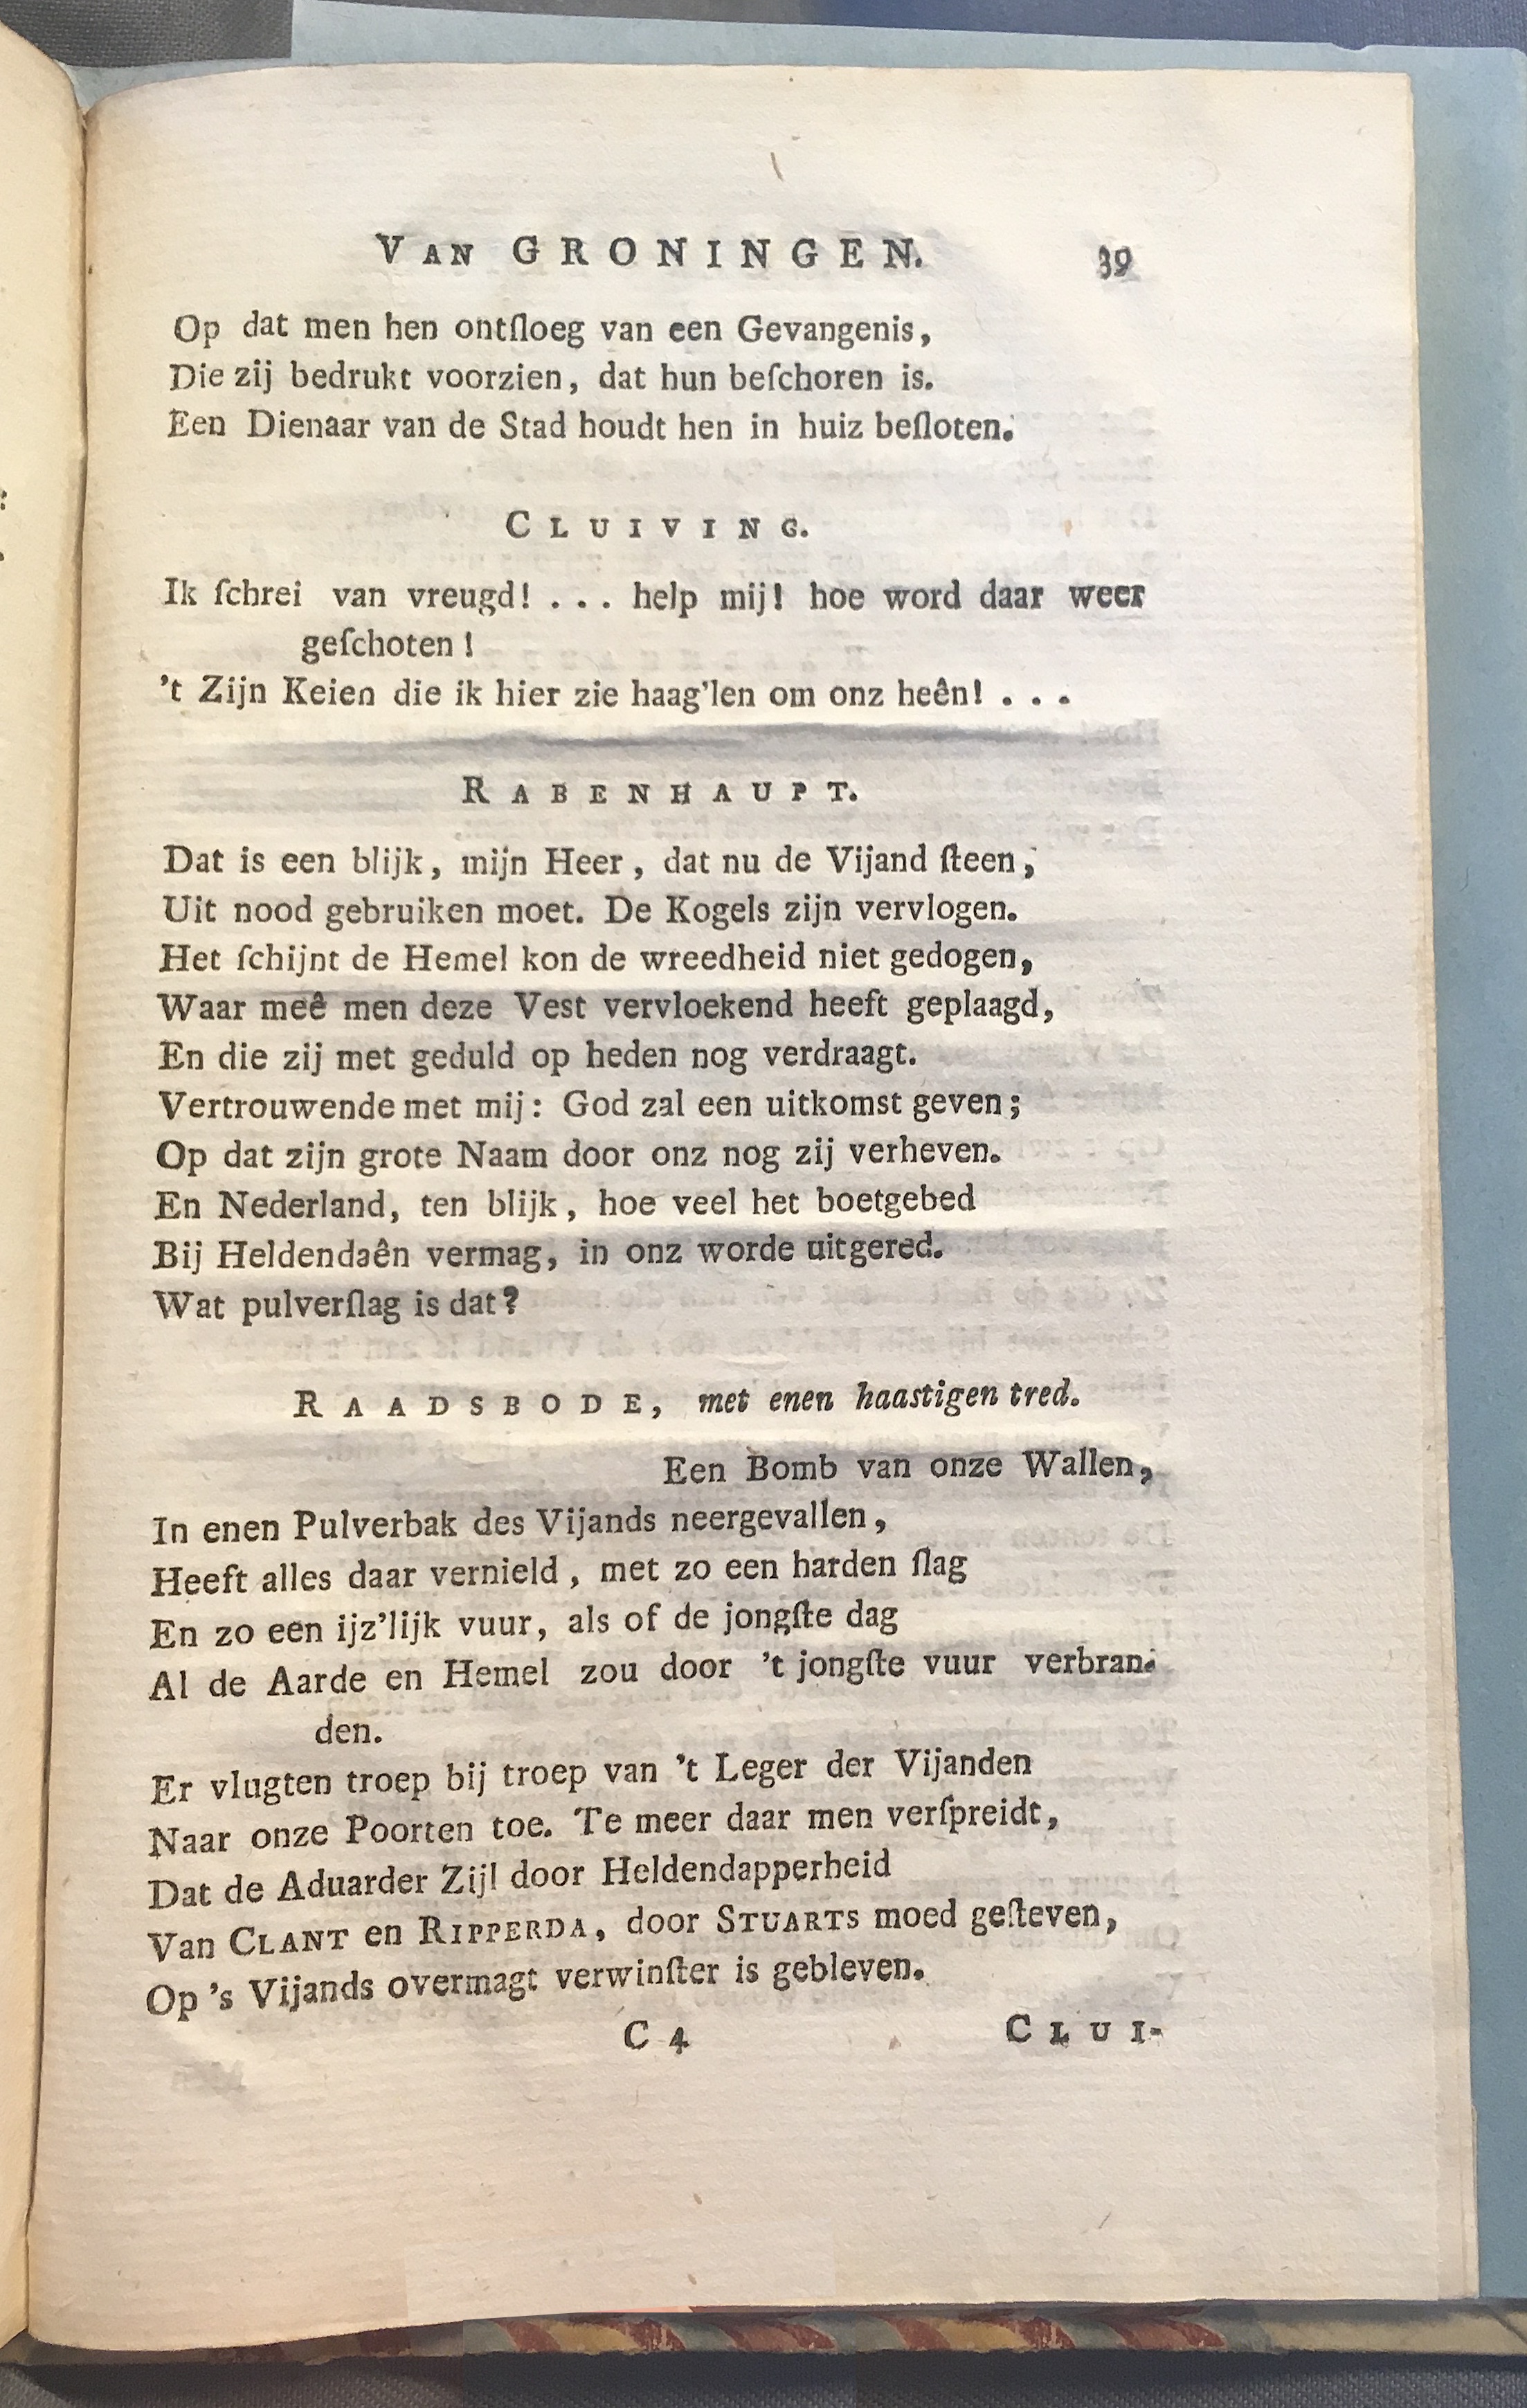 VAN GRONINGEN. 39
Op dat men hen ontſloeg van een Gevangenis,
Die zij bedrukt voorzien, dat hun beſchoren is.
Een Dienaar van de Stad houdt hen in huiz beſloten.
CLUIVING.
Ik ſchrei van vreugd! ... help mij! hoe word daar weer
geſchoten!
't Zijn Keien die ik hier zie haag'len om onz heên! ...
RABENHAUPT.
Dat is een blijk, mijn Heer, dat nu de Vijand ſteen,
Uit nood gebruiken moet. De Kogels zijn vervlogen.
Het ſchijnt de Hemel kon de wreedheid niet gedogen,
Waar meê men deze Vest vervloekend heeft geplaagd,
En die zij met geduld op heden nog verdraagt.
Vertrouwende met mij: God zal een uitkomst geven;
Op dat zijn grote Naam door onz nog zij verheven.
En Nederland, ten blijk, hoe veel het boetgebed
Bij Heldendaên vermag, in onz worde uitgered.
Wat pulverſlag is dat?
RAADSBODE, met enen haastigen tred.
Een Bomb van onze Wallen,
In enen Pulverbak des Vijands neergevallen,
Heeft alles daar vernield, met zo een harden ſlag
En zo een ijz'lijk vuur, als of de jongſte dag
Al de Aarde en Hemel zou door 't jongſte vuur verbran-
den.
Er vlugten troep bij troep van 't Leger der Vijanden
Naar onze Poorten toe. Te meer daar men verſpreidt,
Dat de Aduarder Zijl door Heldendapperheid
Van CLANT en RIPPERDA, door STUARTS moed geſteven,
Op 's Vijands overmagt verwinſter is gebleven.
C 4 CLUI-